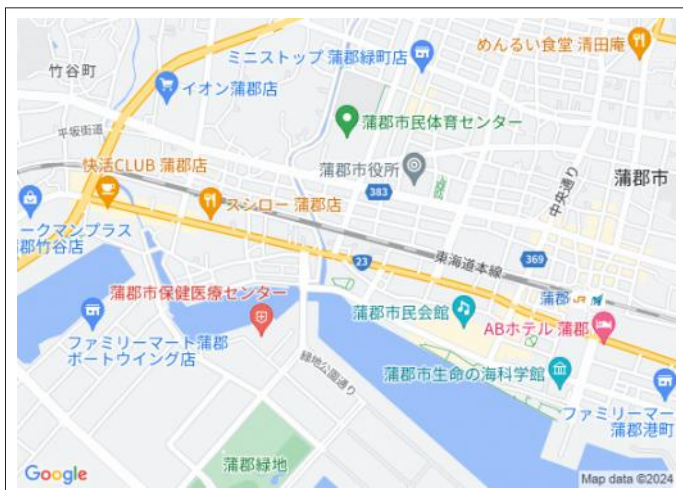 めんるい食堂 清田庵
ミニストップ 蒲郡緑町店
竹谷町
イオン蒲郡店
平坂街道
蒲郡市民体育センター
快活CLUB 蒲郡店
蒲郡市役所
蒲郡市
383
中央通り
スシロー 蒲郡店
ークマンプラス
蒲郡竹谷店
23
東海道本線
369
蒲郡市保健医療センター
蒲郡 JR
蒲郡市民会館
ABホテル 蒲郡
ファミリーマート蒲郡
ポートウイング店
緑地公園通り
蒲郡市生命の海科学館
ファミリーマー
蒲郡港町
蒲郡緑地
Google
Map data ©2024